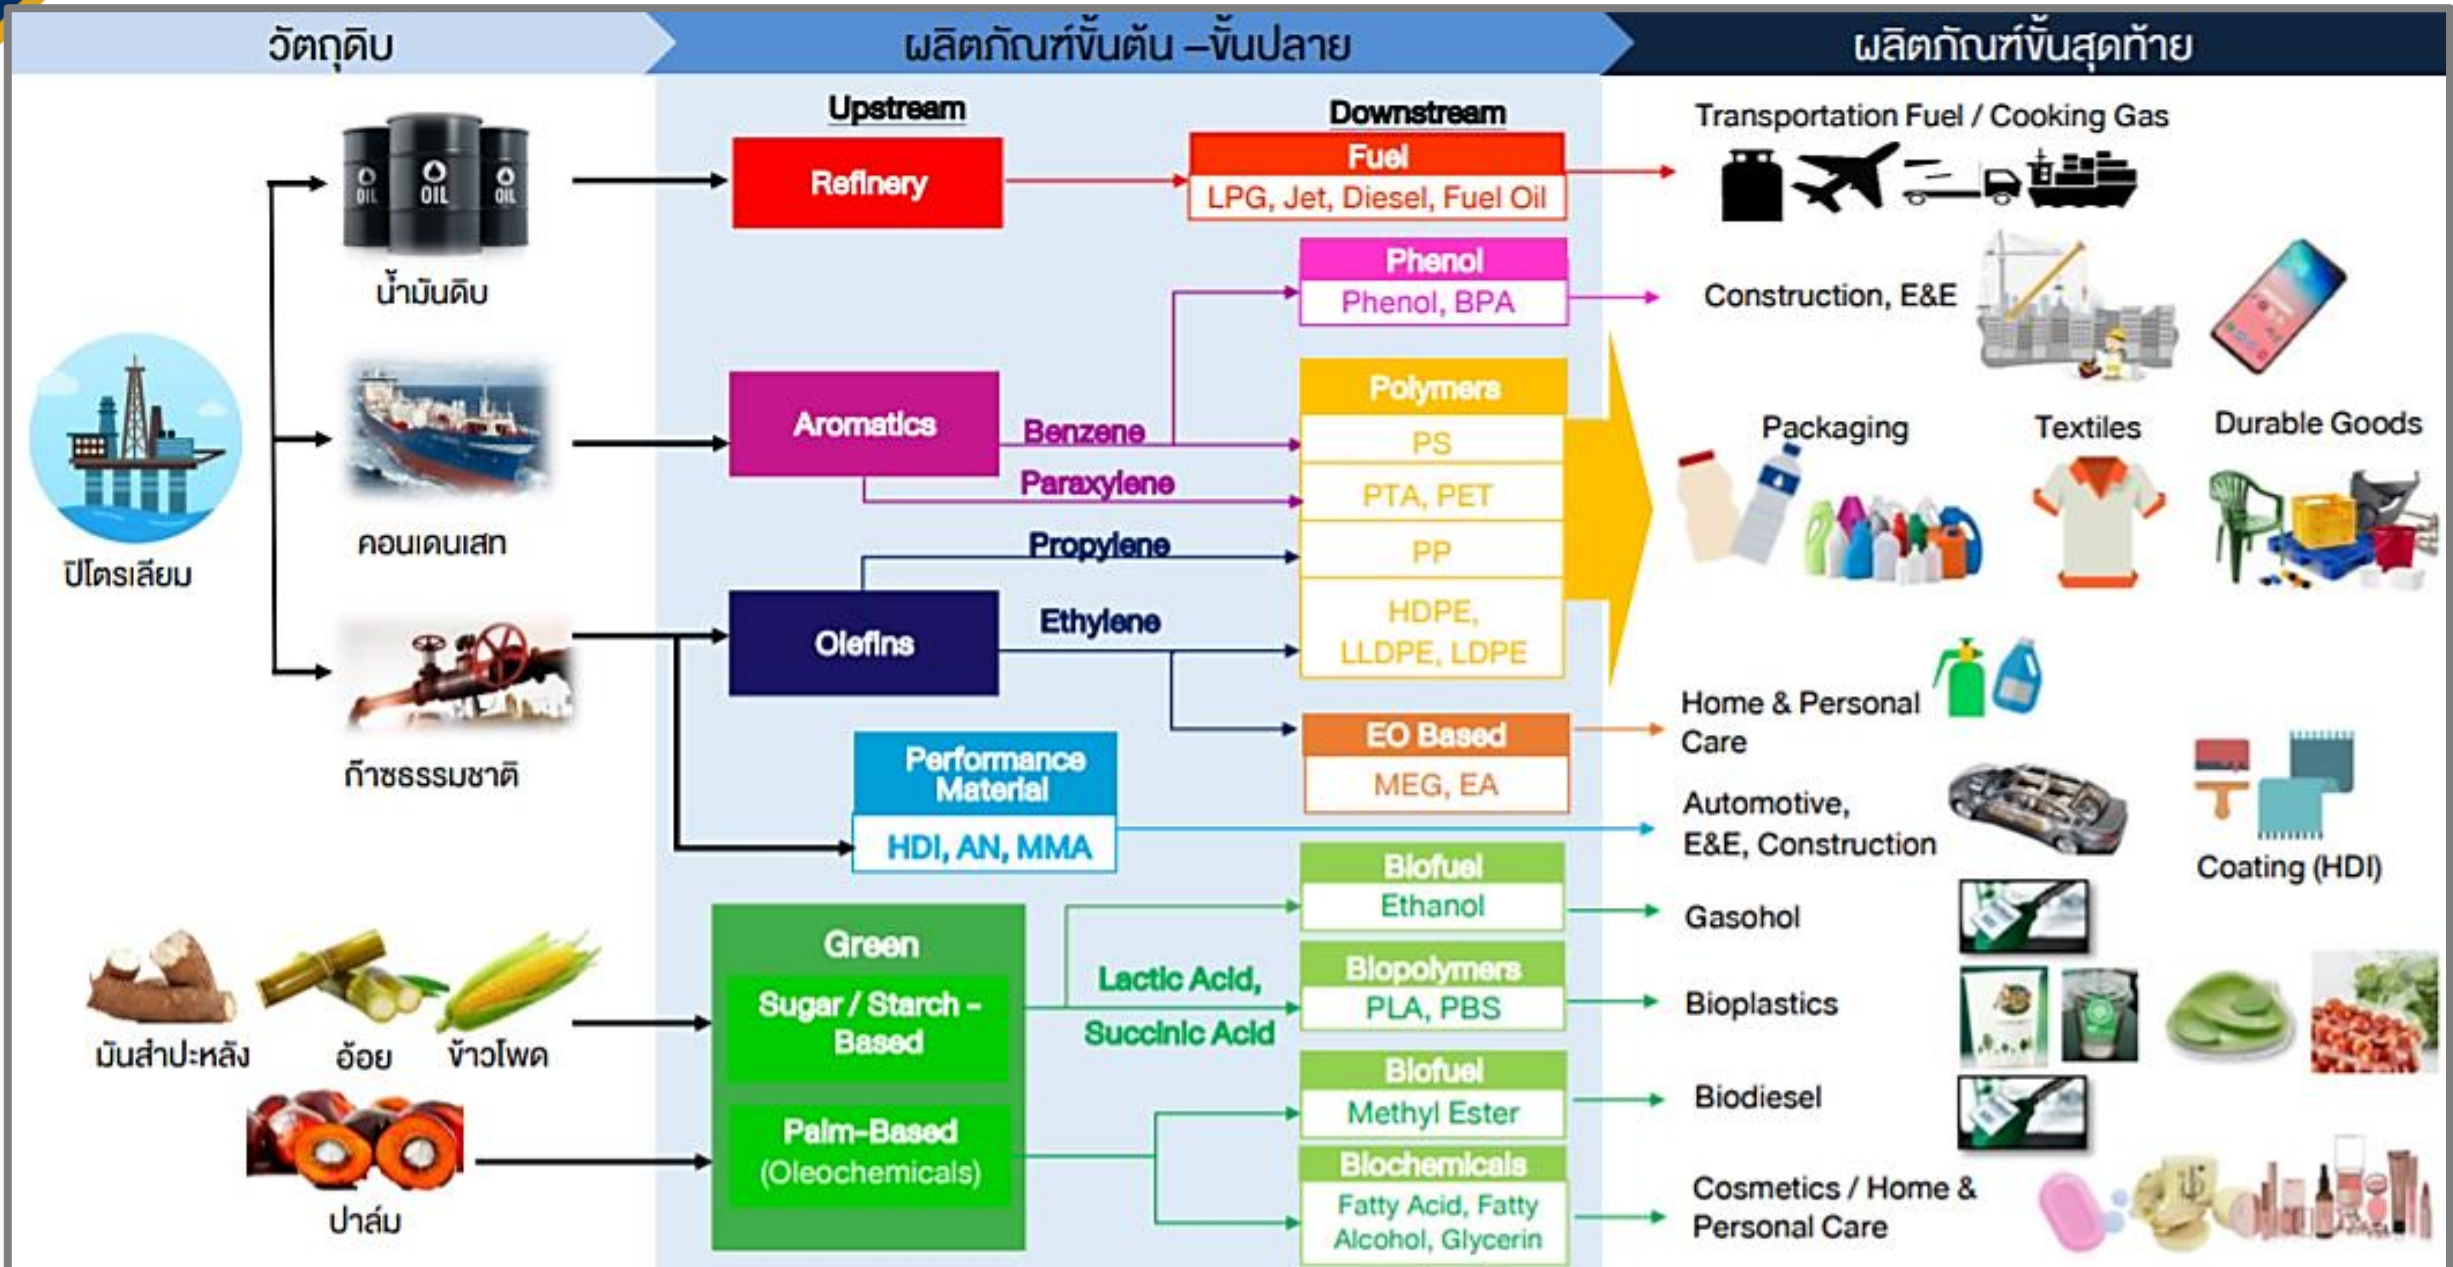 วัตถุดิบ
ผลิตภัณฑ์ขั้นต้น –ขั้นปลาย
ผลิตภัณฑ์ขั้นสุดท้าย
Upstream
Downstream
OIL
OIL
OIL
น้ำมันดิบ
คอนเดนเสท
ปิโตรเลียม
ก๊าซธรรมชาติ
มันสำปะหลัง
อ้อย
ข้าวโพด
ปาล์ม
Refinery
Aromatics
Benzene
Paraxylene
Propylene
Olefins
Ethylene
Performance
Material
HDI, AN, MMA
Green
Sugar / Starch –
Based
Palm-Based
(Oleochemicals)
Lactic Acid,
Succinic Acid
Fuel
LPG, Jet, Diesel, Fuel Oil
Phenol
Phenol, BPA
Polymers
PS
PTA, PET
PP
HDPE,
LLDPE, LDPE
EO Based
MEG, EA
Biofuel
Ethanol
Biopolymers
PLA, PBS
Biofuel
Methyl Ester
Biochemicals
Fatty Acid, Fatty
Alcohol, Glycerin
Transportation Fuel / Cooking Gas
Construction, E&E
Packaging
Textiles
Durable Goods
Home & Personal
Care
Automotive,
E&E, Construction
Coating (HDI)
Gasohol
Bioplastics
Biodiesel
Cosmetics / Home &
Personal Care